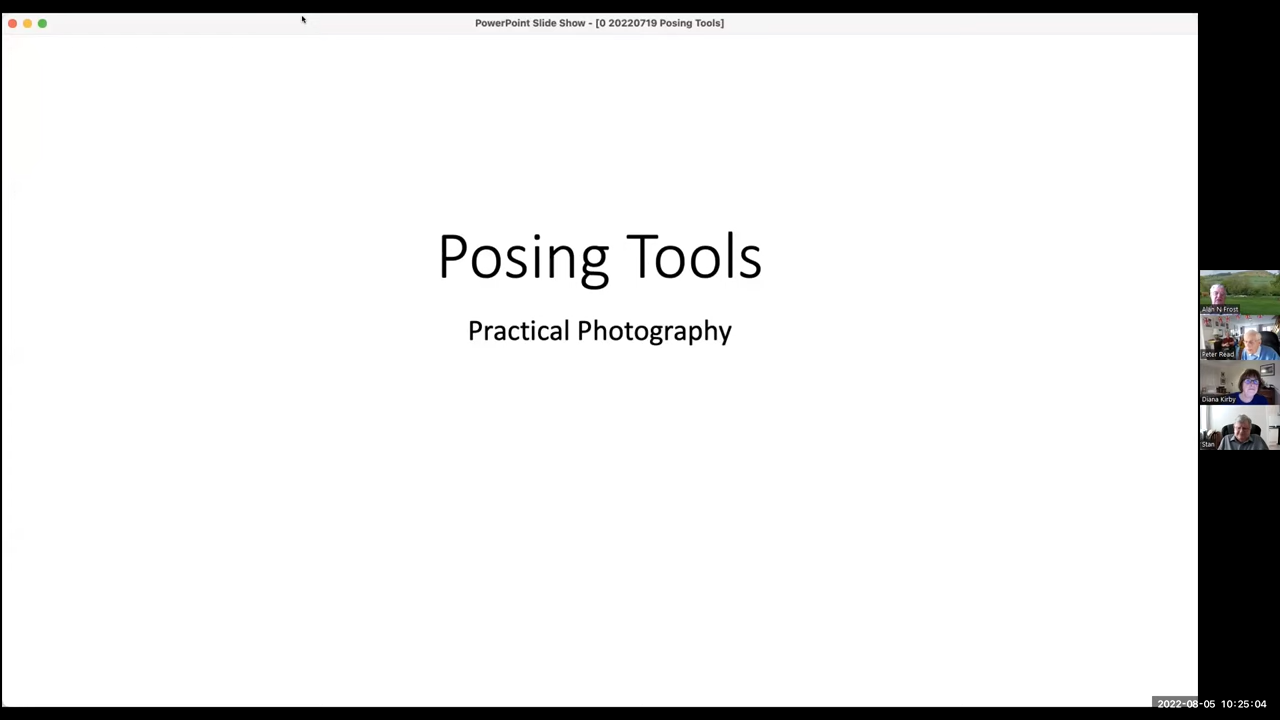 PowerPoint Slide Show - [0 20220719 Posing Tools]
Posing Tools
Practical Photography
Alan N Frost
Peter Read
Diana Kirby
Stan
2022-08-05 10:25:04